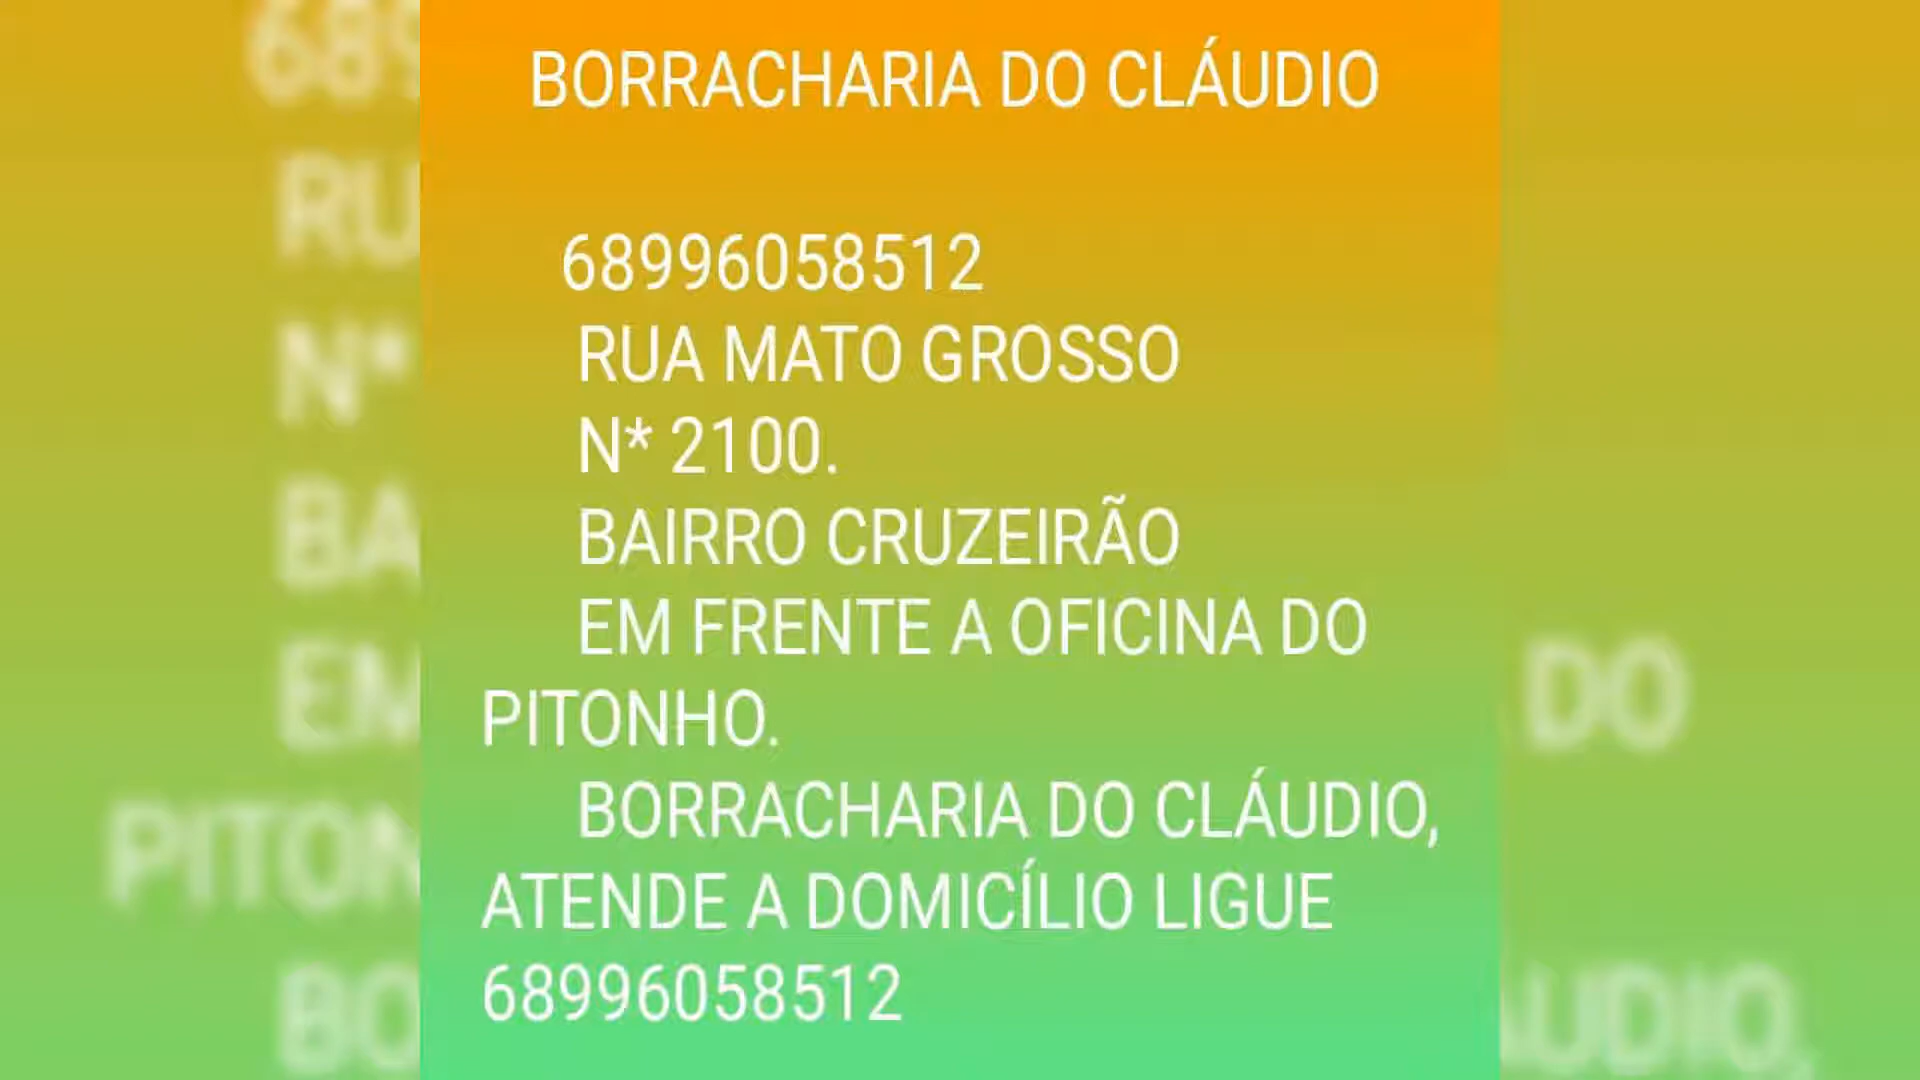 BORRACHARIA DO CLÁUDIO
68996058512
RUA MATO GROSSO
N* 2100.
BAIRRO CRUZEIRÃO
EM FRENTE A OFICINA DO
PITONHO.
BORRACHARIA DO CLÁUDIO,
ATENDE A DOMICÍLIO LIGUE
68996058512